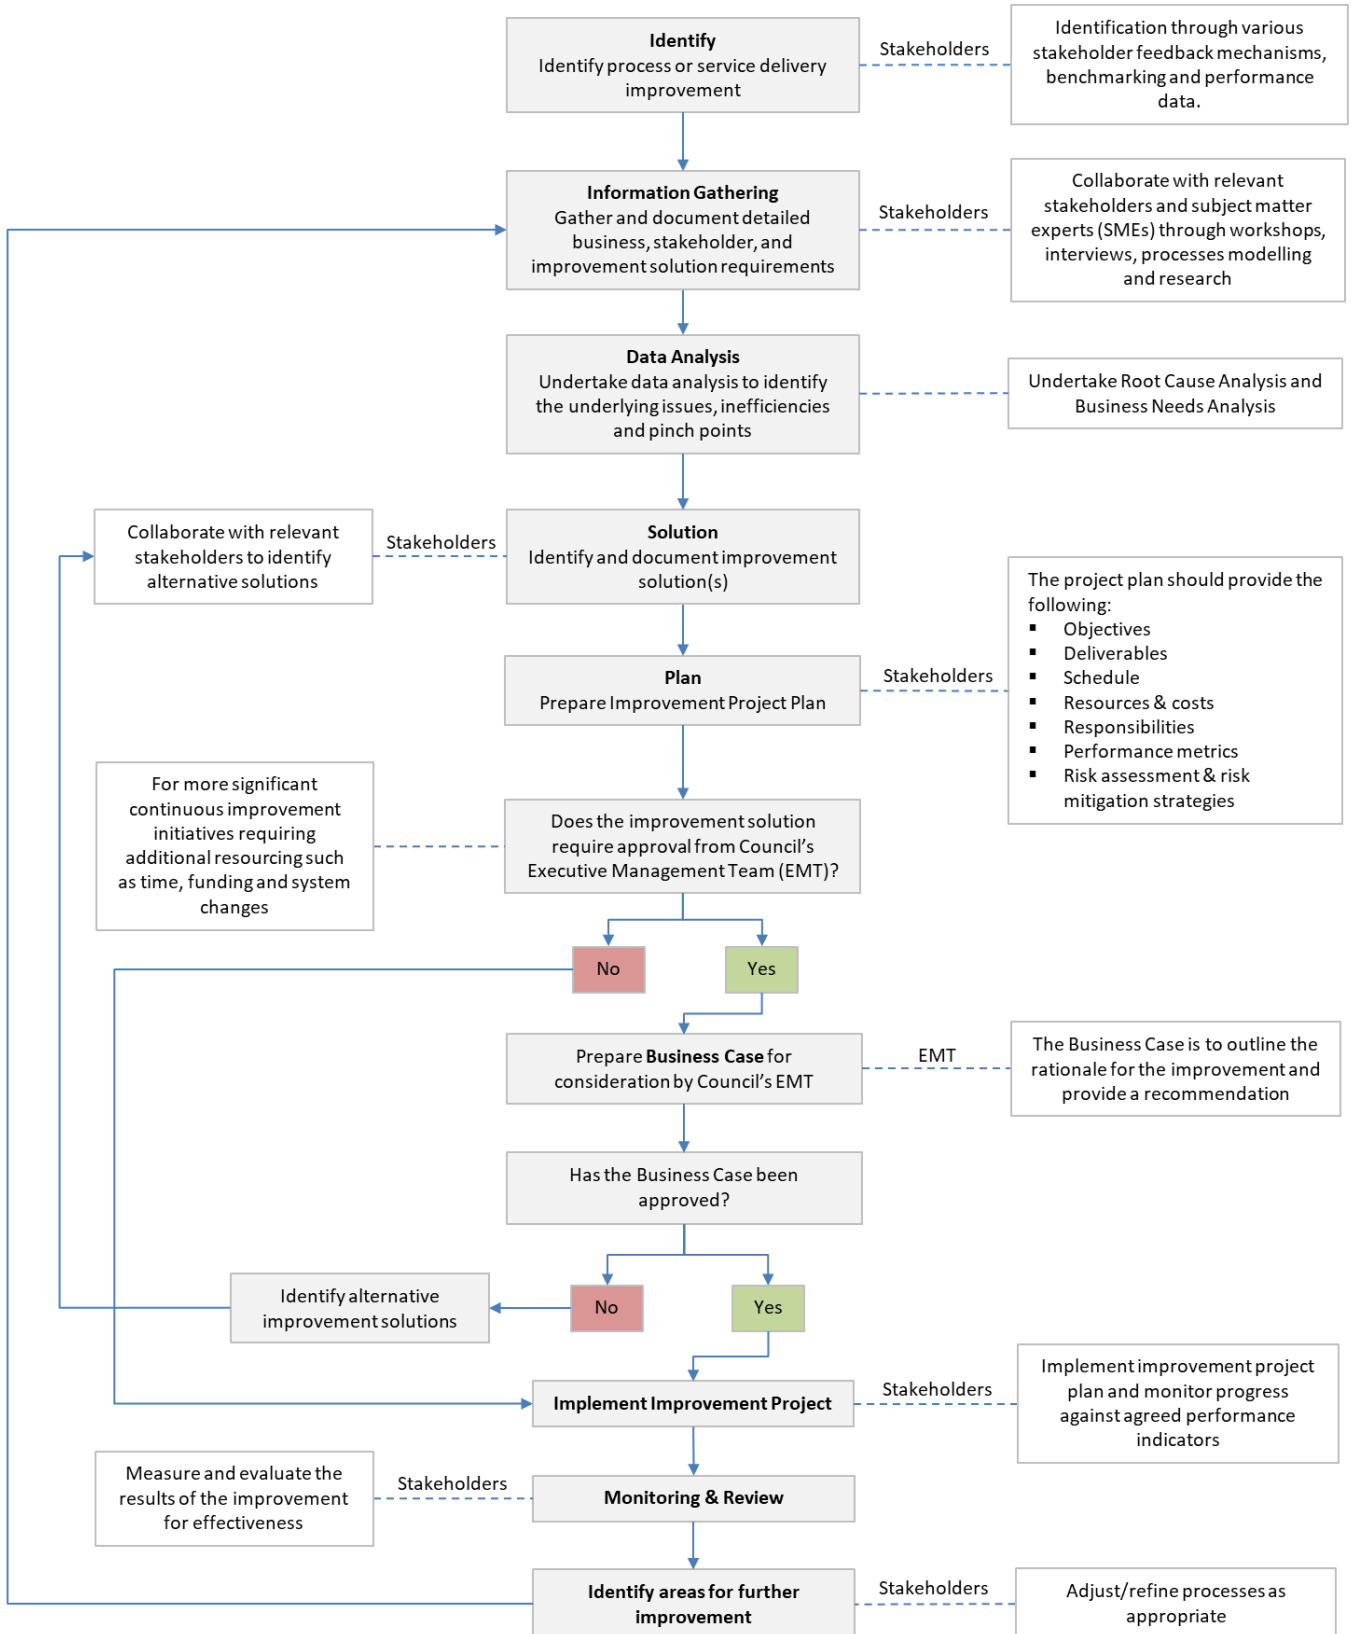 Identify
Identify process or service delivery
improvement
Stakeholders
Identification through various
stakeholder feedback mechanisms,
benchmarking and performance
data.
Information Gathering
Gather and document detailed
business, stakeholder, and
improvement solution requirements
Stakeholders
Collaborate with relevant
stakeholders and subject matter
experts (SMEs) through workshops,
interviews, processes modelling
and research
Data Analysis
Undertake data analysis to identify
the underlying issues, inefficiencies
and pinch points
Undertake Root Cause Analysis and
Business Needs Analysis
Collaborate with relevant
stakeholders to identify
alternative solutions
Stakeholders
Solution
Identify and document improvement
solution(s)
Plan
Prepare Improvement Project Plan
Stakeholders
The project plan should provide the
following:
▪ Objectives
▪ Deliverables
▪ Schedule
▪ Resources & costs
▪ Responsibilities
▪ Performance metrics
▪ Risk assessment & risk
mitigation strategies
For more significant
continuous improvement
initiatives requiring
additional resourcing such
as time, funding and system
changes
Does the improvement solution
require approval from Council’s
Executive Management Team (EMT)?
No
Yes
Prepare Business Case for
consideration by Council’s EMT
EMT
The Business Case is to outline the
rationale for the improvement and
provide a recommendation
Has the Business Case been
approved?
Identify alternative
improvement solutions
No
Yes
Implement Improvement Project
Stakeholders
Implement improvement project
plan and monitor progress
against agreed performance
indicators
Measure and evaluate the
results of the improvement
for effectiveness
Stakeholders
Monitoring & Review
Identify areas for further
improvement
Stakeholders
Adjust/refine processes as
appropriate